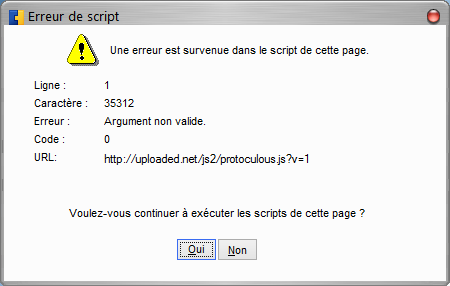 Erreur de script
Une erreur est survenue dans le script de cette page.
Ligne : 1
Caractère : 35312
Erreur : Argument non valide.
Code : 0
URL: http://uploaded.net/js2/protoculous.js?v=1
Voulez-vous continuer à exécuter les scripts de cette page ?
Oui Non